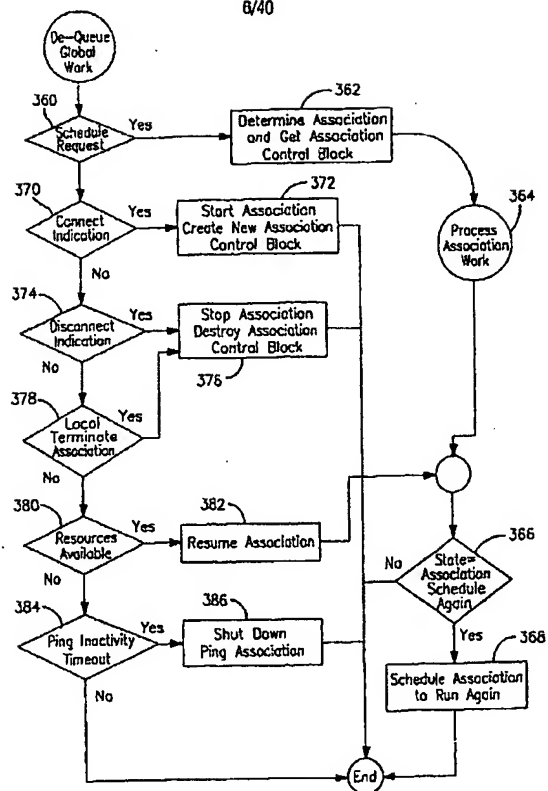 6/40
De-Queue
Global
Work
360
Schedule
Request
Yes
362
Determine Association
and Get Association
Control Block
370
Connect
Indication
Yes
372
Start Association
Create New Association
Control Block
364
Process
Association
Work
No
374
Disconnect
Indication
Yes
Stop Association
Destroy Association
Control Block
376
No
378
Local
Terminate
Association
Yes
No
380
Resources
Available
Yes
382
Resume Association
No
366
State=
Association
Schedule
Again
No
Yes
384
Ping Inactivity
Timeout
Yes
386
Shut Down
Ping Association
No
368
Schedule Association
to Run Again
End